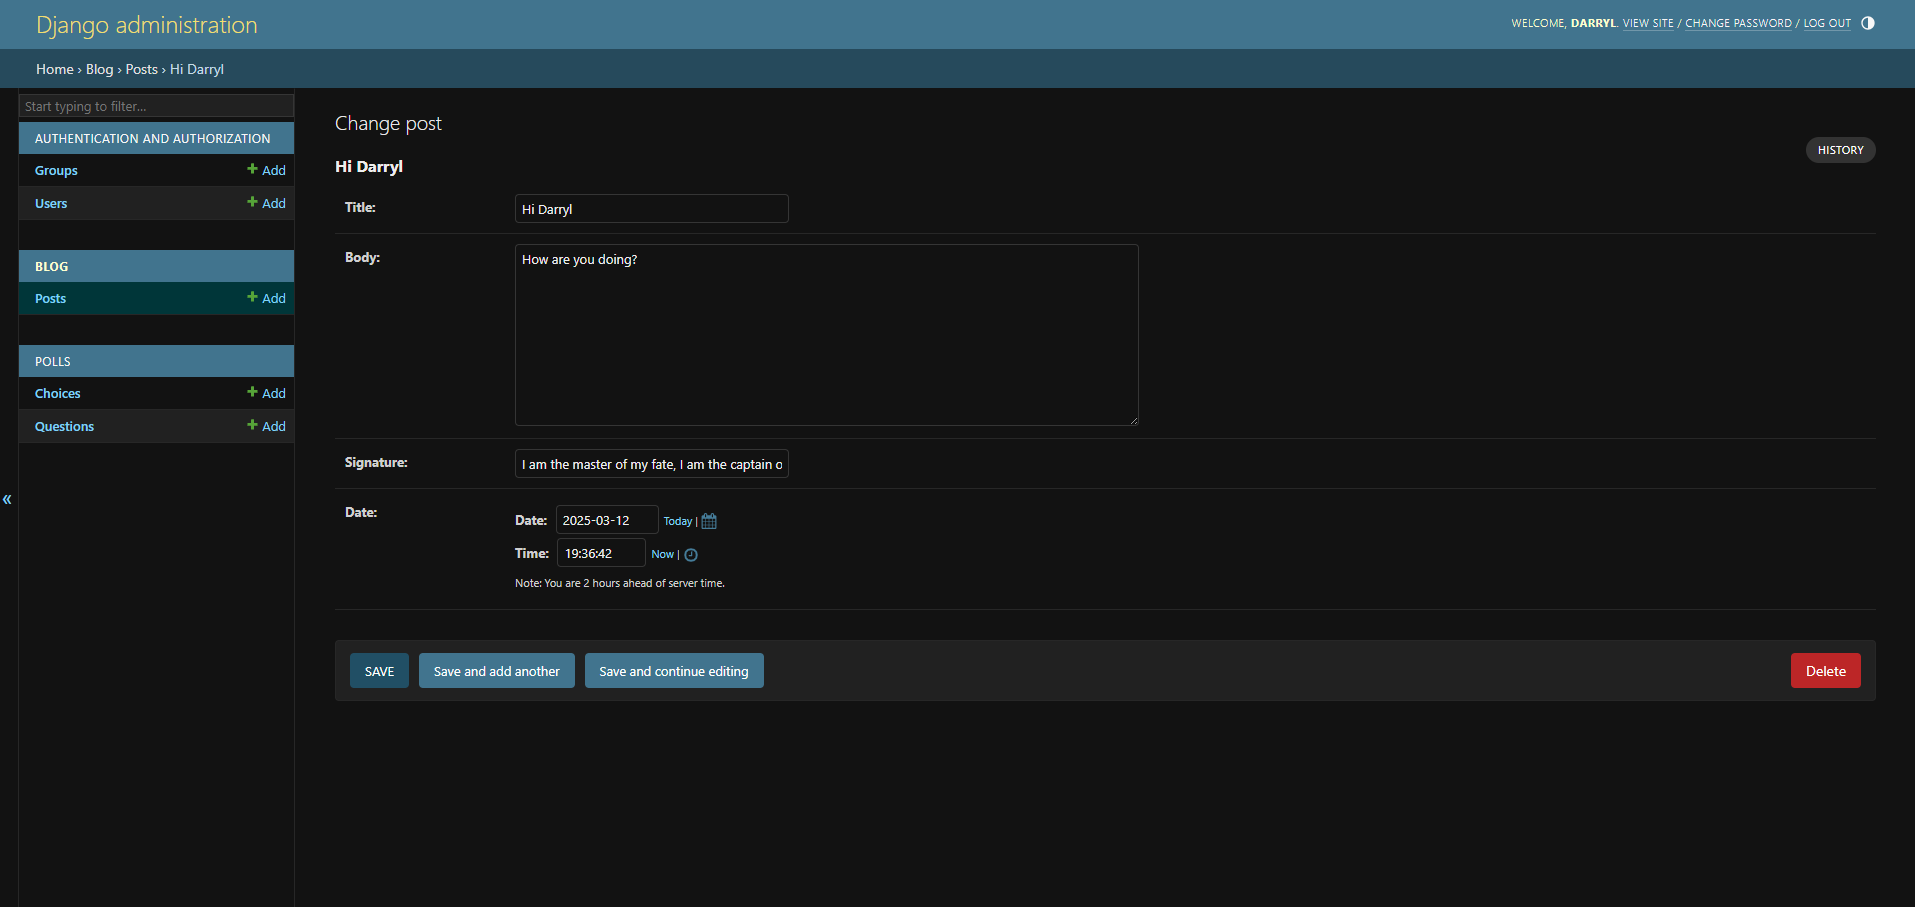 Django administration
WELCOME, DARRYL. VIEW SITE / CHANGE PASSWORD / LOG OUT
Home › Blog › Posts › Hi Darryl
Start typing to filter...
AUTHENTICATION AND AUTHORIZATION
Groups + Add
Users + Add
BLOG
Posts + Add
POLLS
Choices + Add
Questions + Add
«
Change post
HISTORY
Hi Darryl
Title: Hi Darryl
Body: How are you doing?
Signature: I am the master of my fate, I am the captain o
Date:
Date: 2025-03-12 Today |
Time: 19:36:42 Now |
Note: You are 2 hours ahead of server time.
SAVE Save and add another Save and continue editing Delete